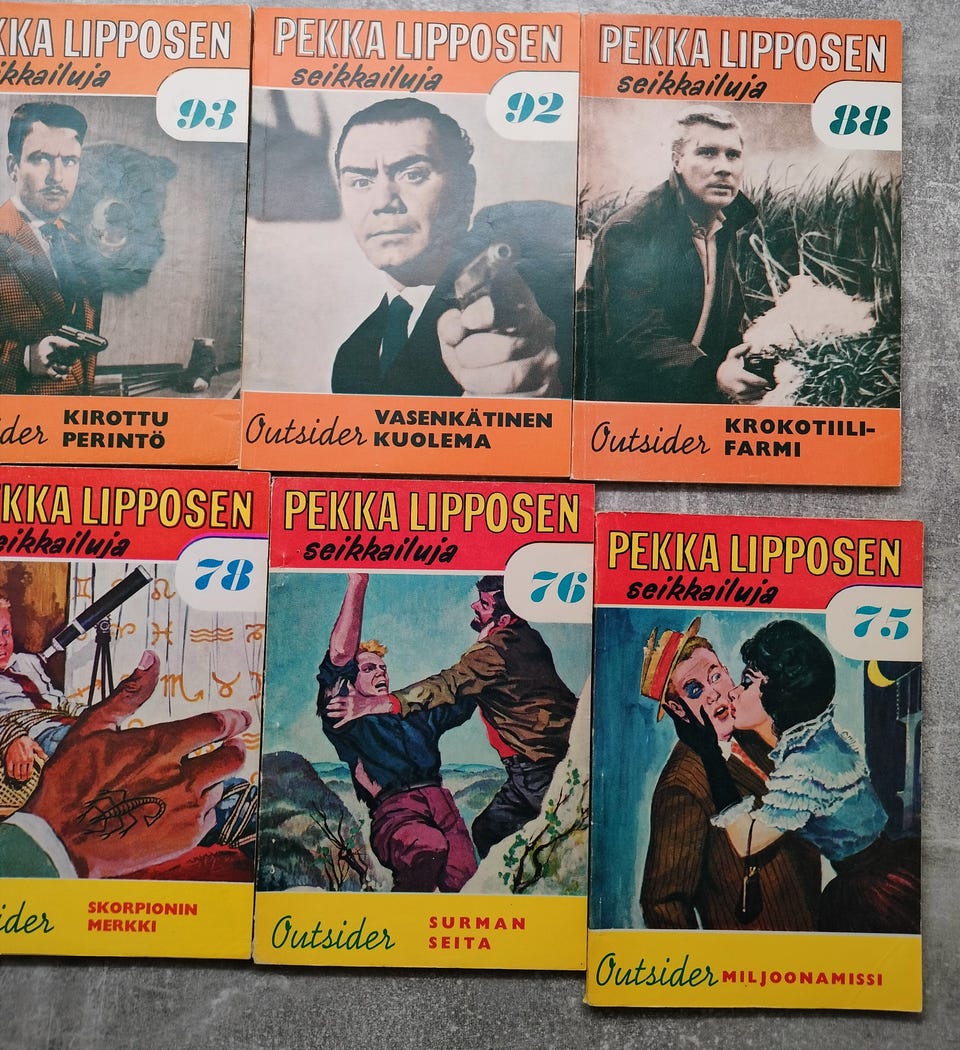 KKA LIPPOSEN
ikkailuja
93
der KIROTTU
PERINTÖ
PEKKA LIPPOSEN
seikkailuja
92
Outsider VASENKÄTINEN
KUOLEMA
PEKKA LIPPOSEN
seikkailuja
88
Outsider KROKOTIILI-
FARMI
KKA LIPPOSEN
eikkailuja
78
ider SKORPIONIN
MERKKI
PEKKA LIPPOSEN
seikkailuja
76
Outsider SURMAN
SEITA
PEKKA LIPPOSEN
seikkailuja
75
Outsider MILJOONAMISSI